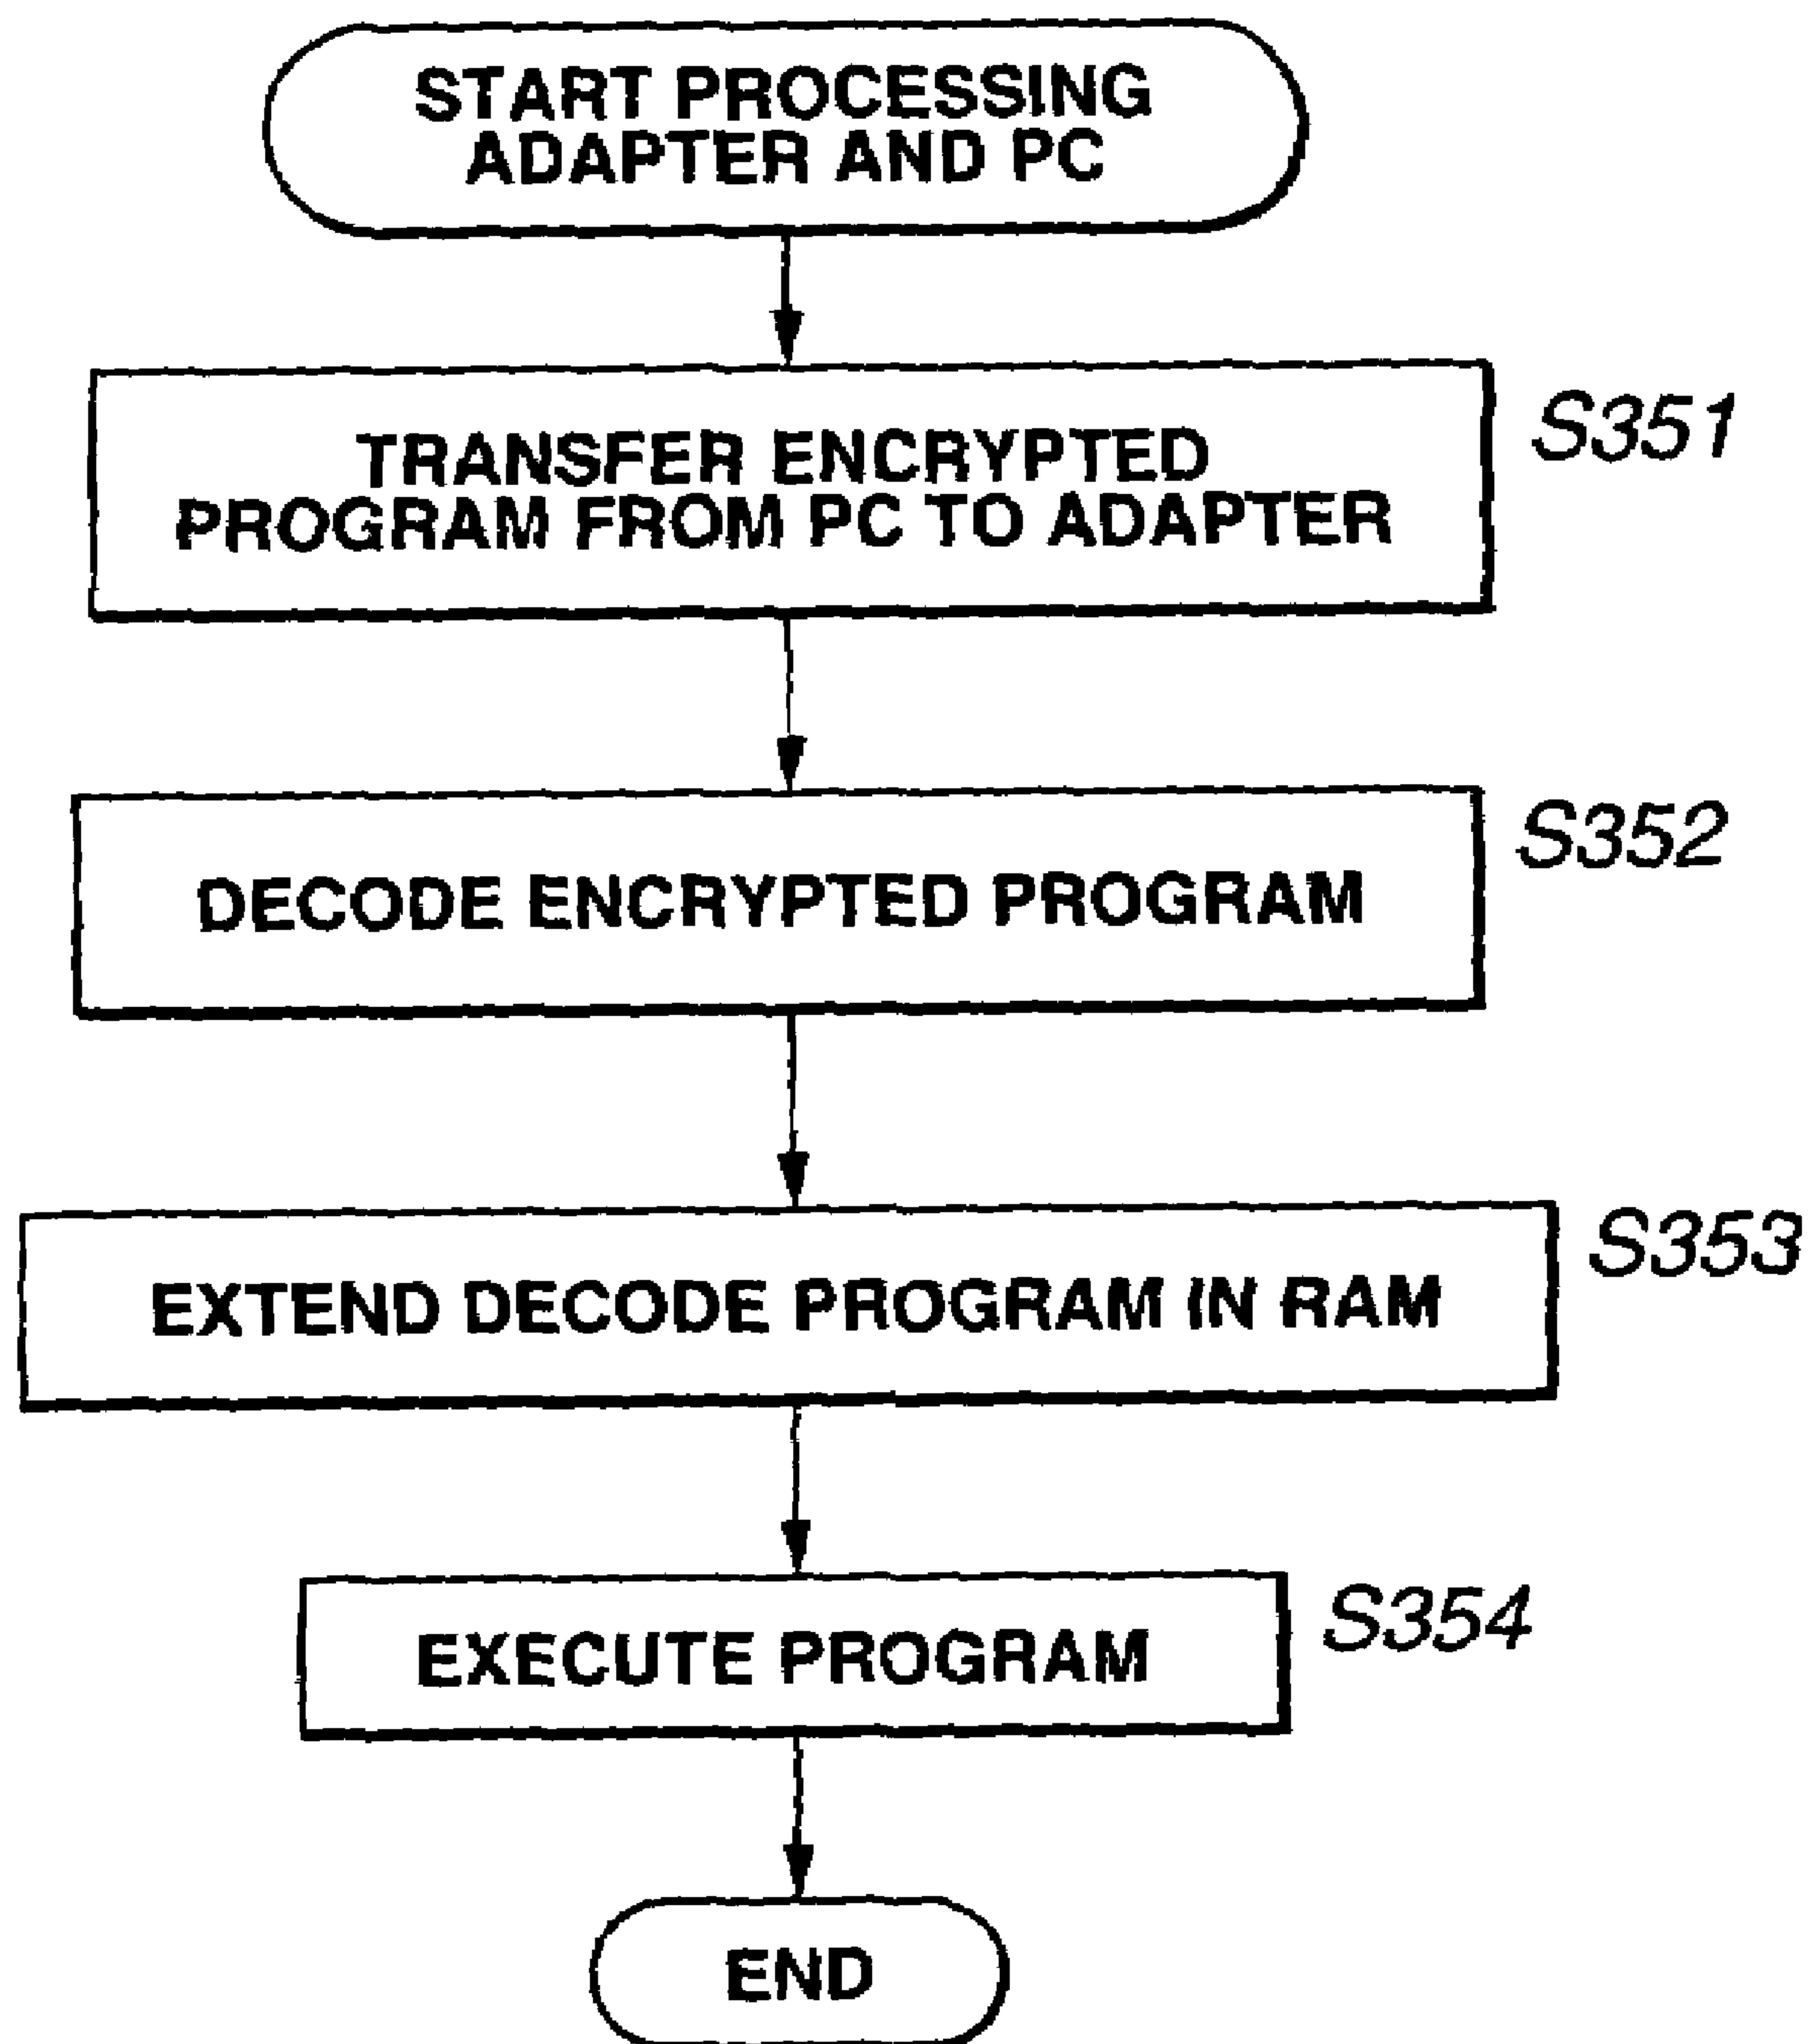 START PROCESSING
ADAPTER AND PC
TRANSFER ENCRYPTED
PROGRAM FROM PC TO ADAPTER
S351
DECODE ENCRYPTED PROGRAM
S352
EXTEND DECODE PROGRAM IN RAM
S353
EXECUTE PROGRAM
S354
END